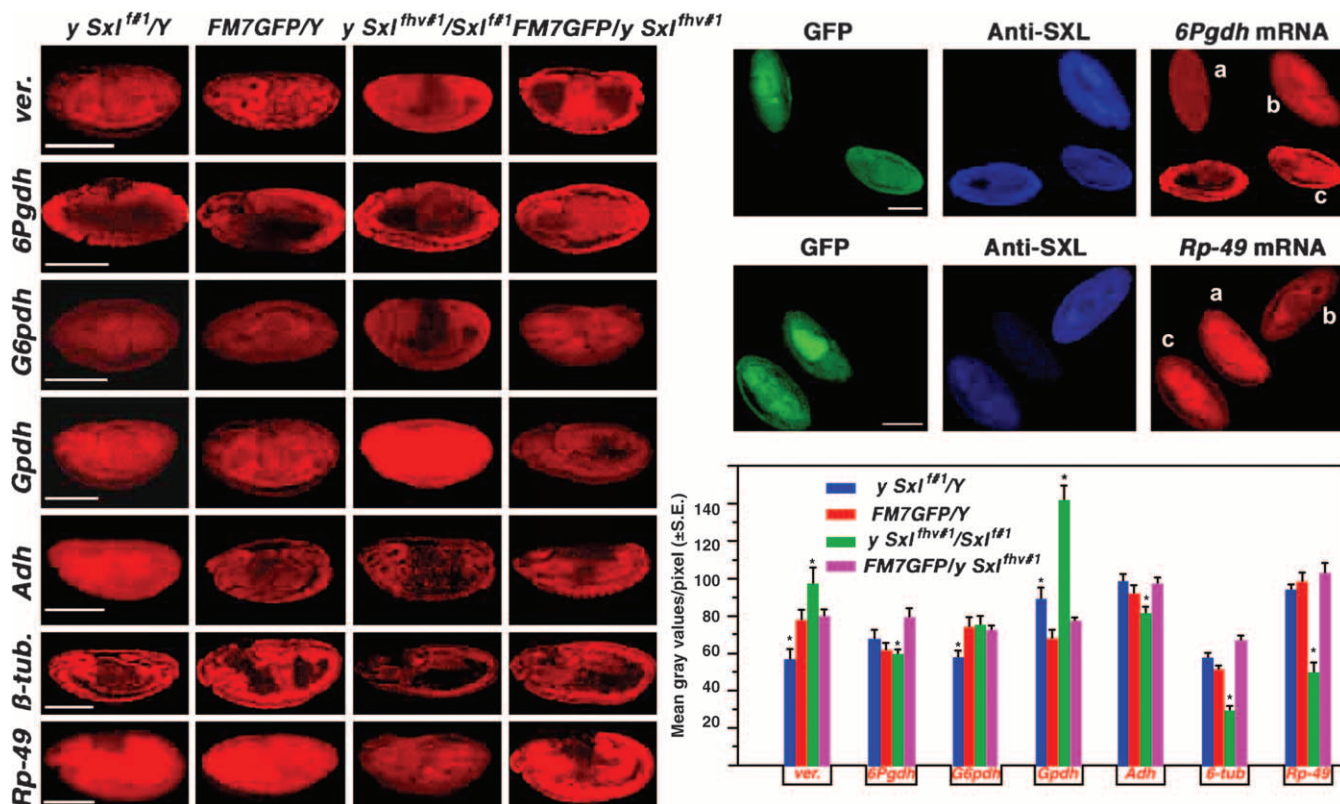 y Sxl^f#1/Y FM7GFP/Y y Sxl^fhv#1/Sxl^f#1 FM7GFP/y Sxl^fhv#1
ver.
6Pgdh
G6pdh
Gpdh
Adh
ß-tub.
Rp-49
GFP Anti-SXL 6Pgdh mRNA
a
b
c
GFP Anti-SXL Rp-49 mRNA
a
b
c
Mean gray values/pixel (±S.E.)
140
120
100
80
60
40
20
y Sxl^f#1/Y
FM7GFP/Y
y Sxl^fhv#1/Sxl^f#1
FM7GFP/y Sxl^fhv#1
* * * * * * * * *
ver. 6Pgdh G6pdh Gpdh Adh ß-tub Rp-49